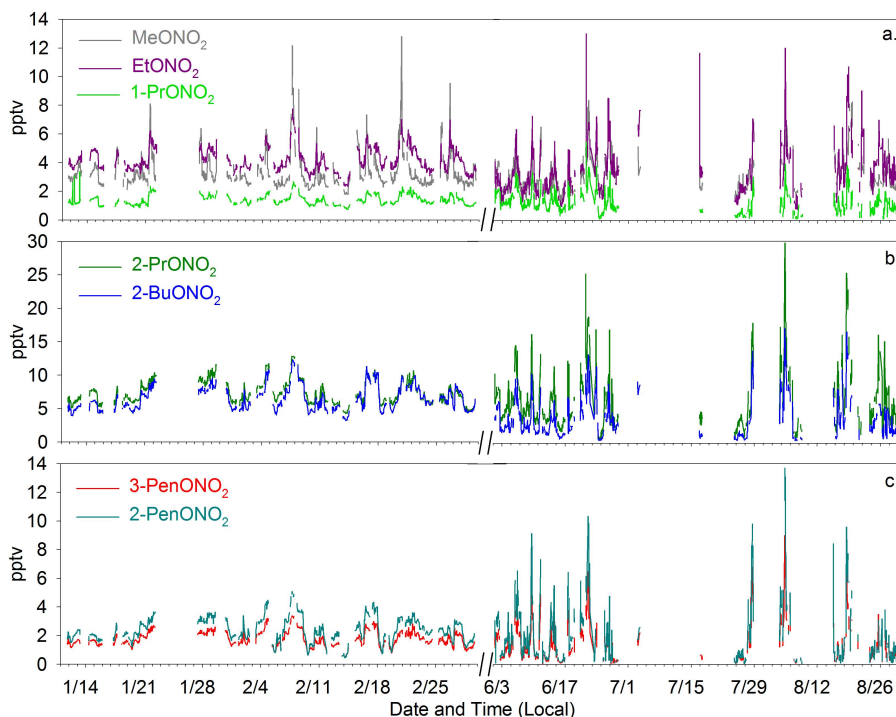 14
12
10
8
6
4
2
0
pptv
MeONO2
EtONO2
1-PrONO2
a.
30
25
20
15
10
5
0
pptv
2-PrONO2
2-BuONO2
b.
14
12
10
8
6
4
2
0
pptv
3-PenONO2
2-PenONO2
c.
1/14 1/21 1/28 2/4 2/11 2/18 2/25 6/3 6/17 7/1 7/15 7/29 8/12 8/26
Date and Time (Local)